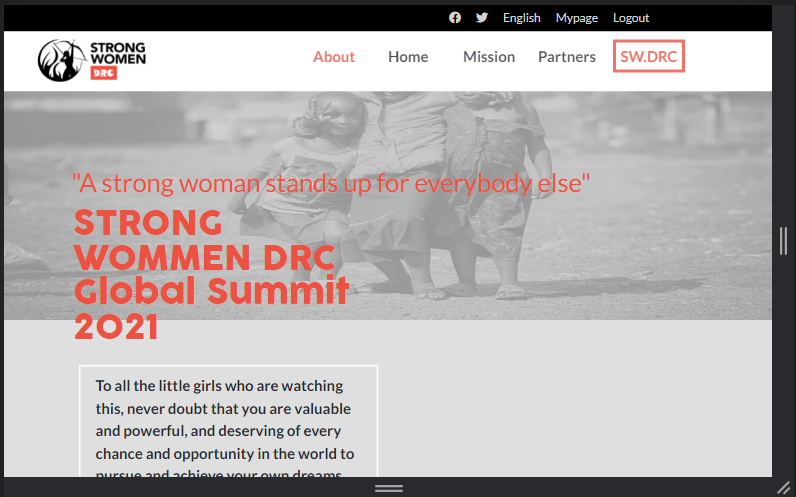 English Mypage Logout
STRONG
WOMEN
DRC
About Home Mission Partners SW.DRC
"A strong woman stands up for everybody else"
STRONG
WOMMEN DRC
Global Summit
2021
To all the little girls who are watching
this, never doubt that you are valuable
and powerful, and deserving of every
chance and opportunity in the world to
pursue and achieve your own dreams